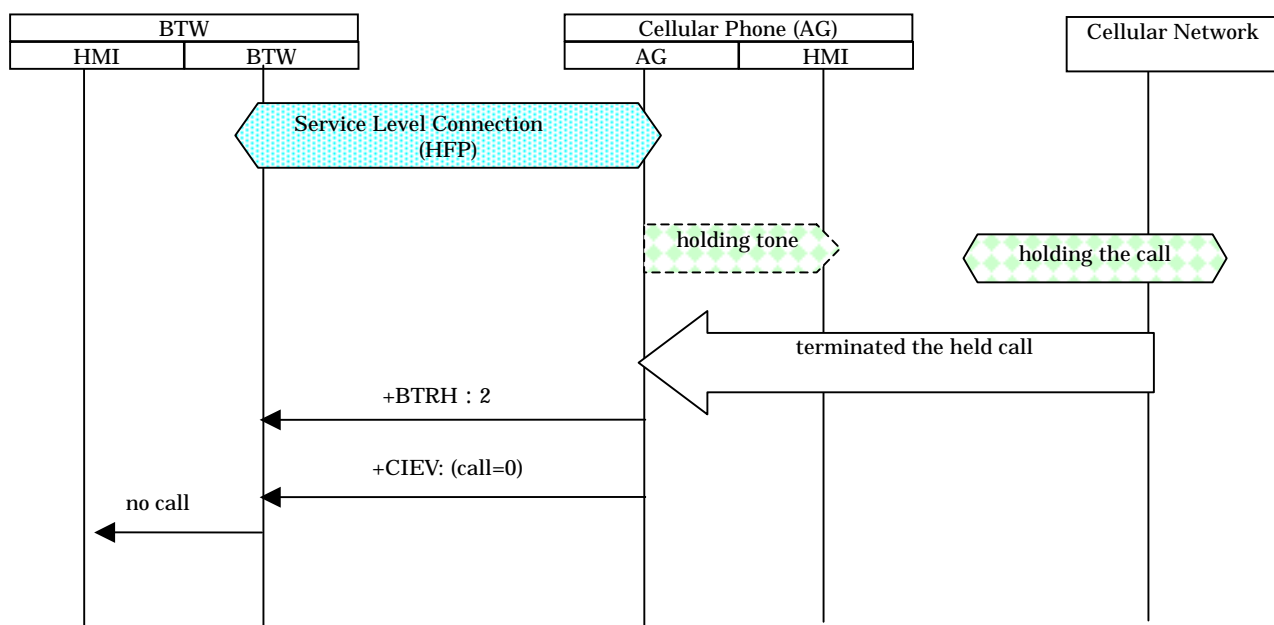 BTW
Cellular Phone (AG)
Cellular Network
HMI
BTW
AG
HMI
Service Level Connection
(HFP)
holding tone
holding the call
terminated the held call
+BTRH : 2
+CIEV: (call=0)
no call